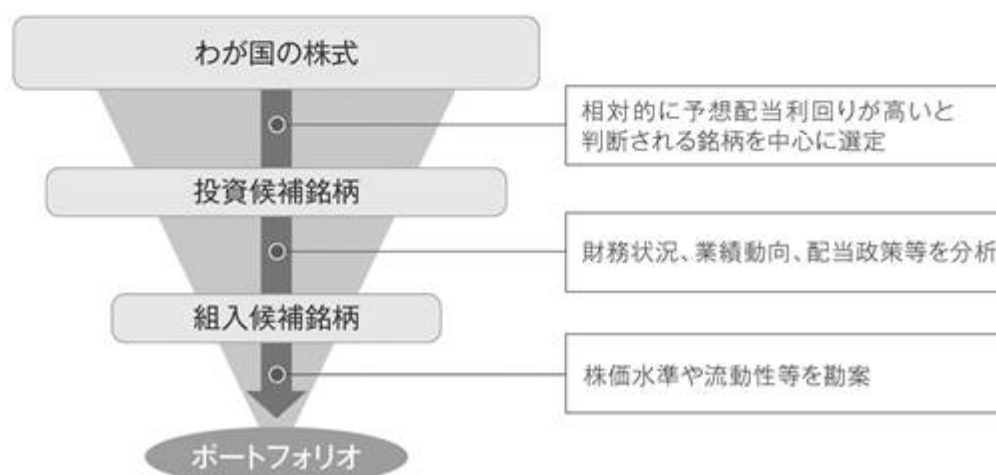 わが国の株式
相対的に予想配当利回りが高いと
判断される銘柄を中心に選定
投資候補銘柄
財務状況、業績動向、配当政策等を分析
組入候補銘柄
株価水準や流動性等を勘案
ポートフォリオ